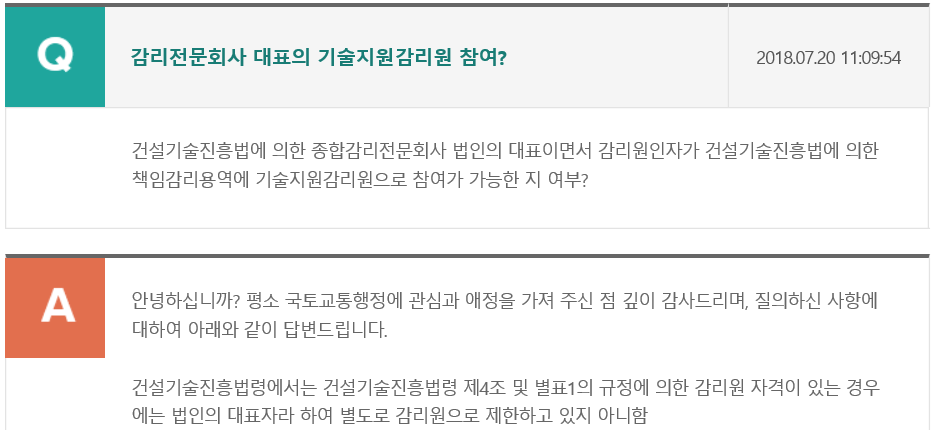 Q
감리전문회사 대표의 기술지원감리원 참여?
2018.07.20 11:09:54
건설기술진흥법에 의한 종합감리전문회사 법인의 대표이면서 감리원인자가 건설기술진흥법에 의한
책임감리용역에 기술지원감리원으로 참여가 가능한 지 여부?
A
안녕하십니까? 평소 국토교통행정에 관심과 애정을 가져 주신 점 깊이 감사드리며, 질의하신 사항에
대하여 아래와 같이 답변드립니다.
건설기술진흥법령에서는 건설기술진흥법령 제4조 및 별표1의 규정에 의한 감리원 자격이 있는 경우
에는 법인의 대표자라 하여 별도로 감리원으로 제한하고 있지 아니함